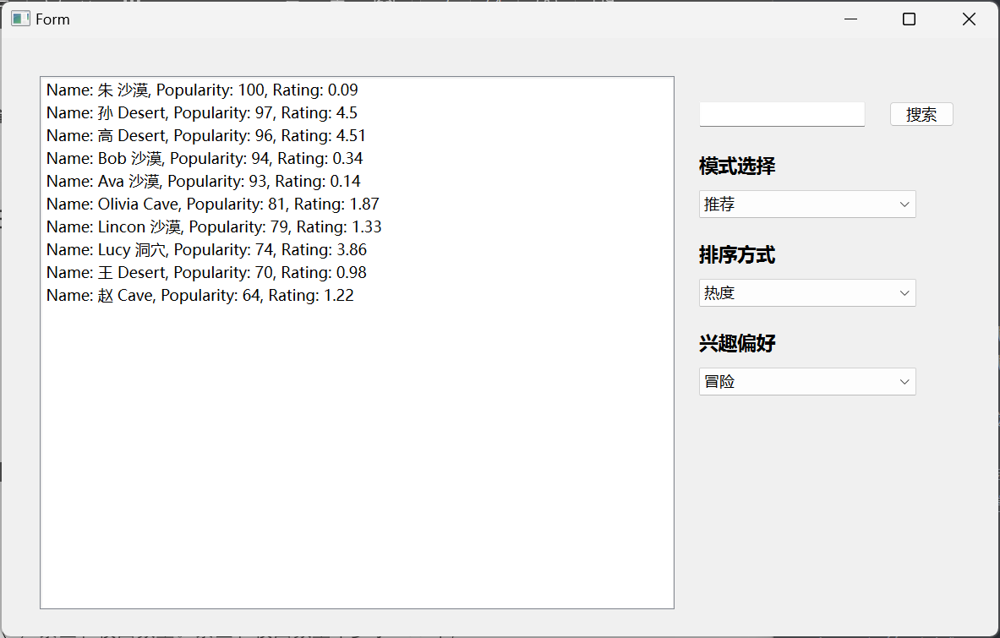 Form
Name: 朱 沙漠, Popularity: 100, Rating: 0.09
Name: 孙 Desert, Popularity: 97, Rating: 4.5
Name: 高 Desert, Popularity: 96, Rating: 4.51
Name: Bob 沙漠, Popularity: 94, Rating: 0.34
Name: Ava 沙漠, Popularity: 93, Rating: 0.14
Name: Olivia Cave, Popularity: 81, Rating: 1.87
Name: Lincon 沙漠, Popularity: 79, Rating: 1.33
Name: Lucy 洞穴, Popularity: 74, Rating: 3.86
Name: 王 Desert, Popularity: 70, Rating: 0.98
Name: 赵 Cave, Popularity: 64, Rating: 1.22
搜索
模式选择
推荐
排序方式
热度
兴趣偏好
冒险